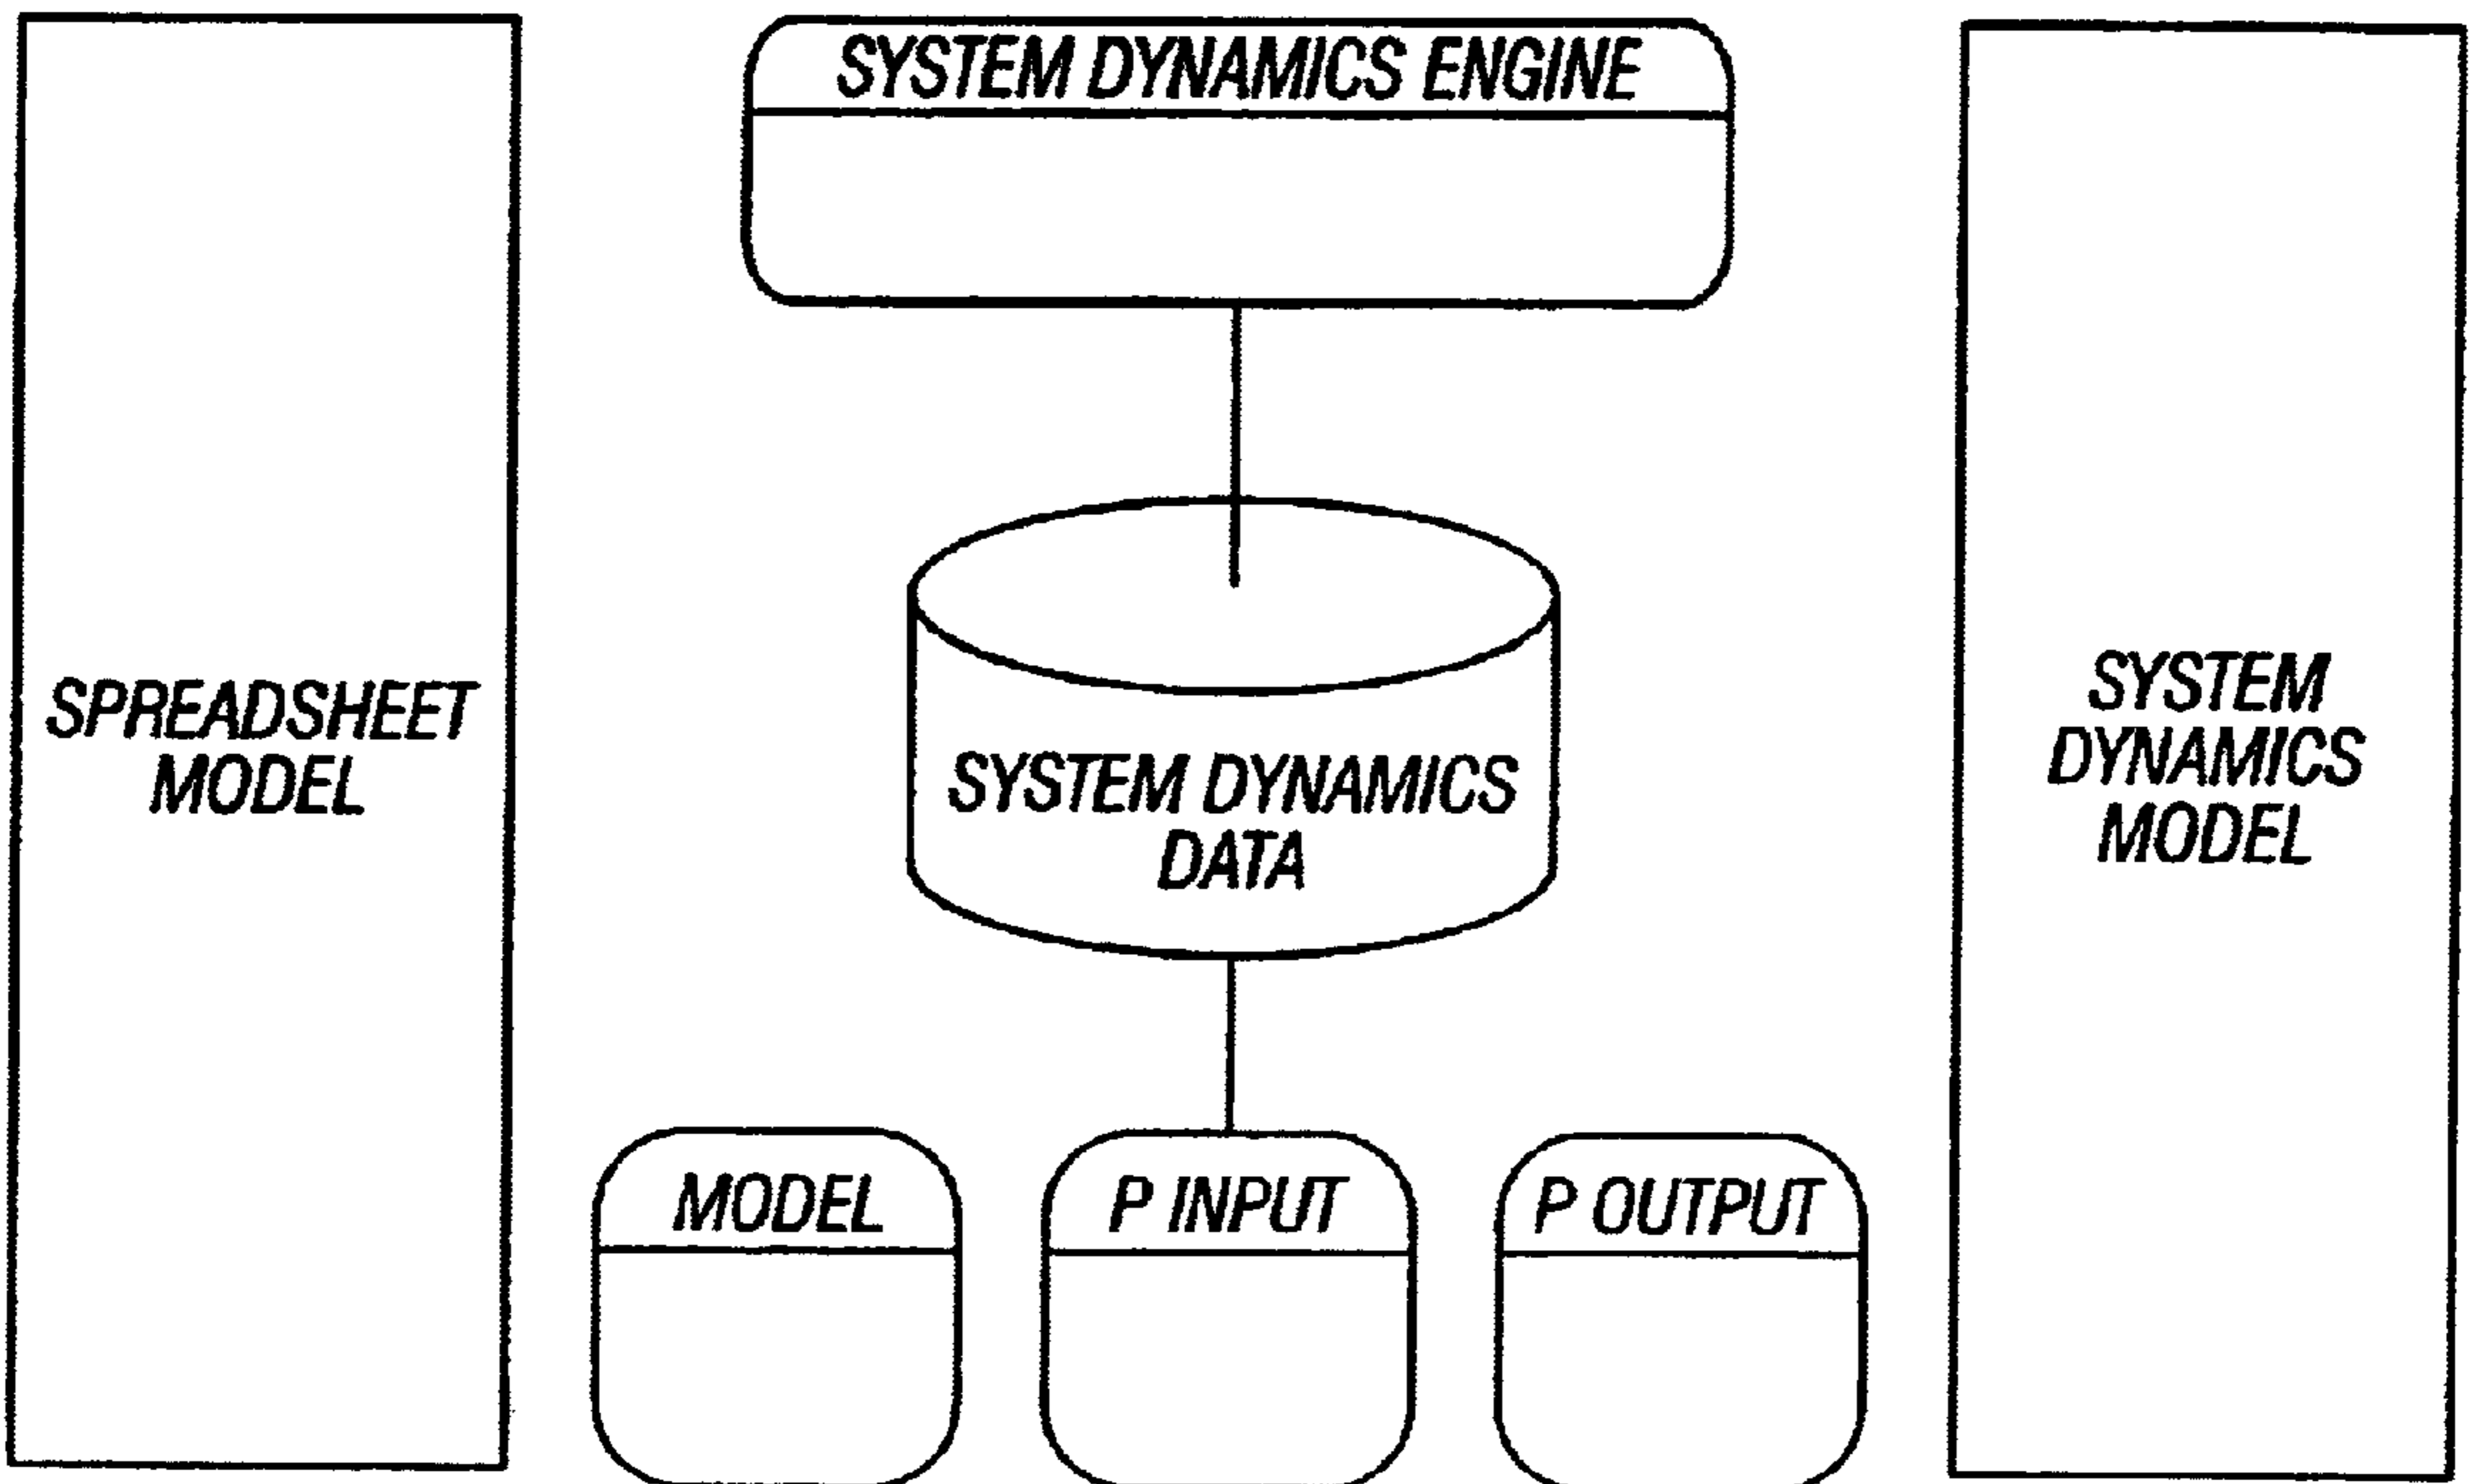 SYSTEM DYNAMICS ENGINE
SPREADSHEET
MODEL
SYSTEM DYNAMICS
DATA
SYSTEM
DYNAMICS
MODEL
MODEL
P INPUT
P OUTPUT